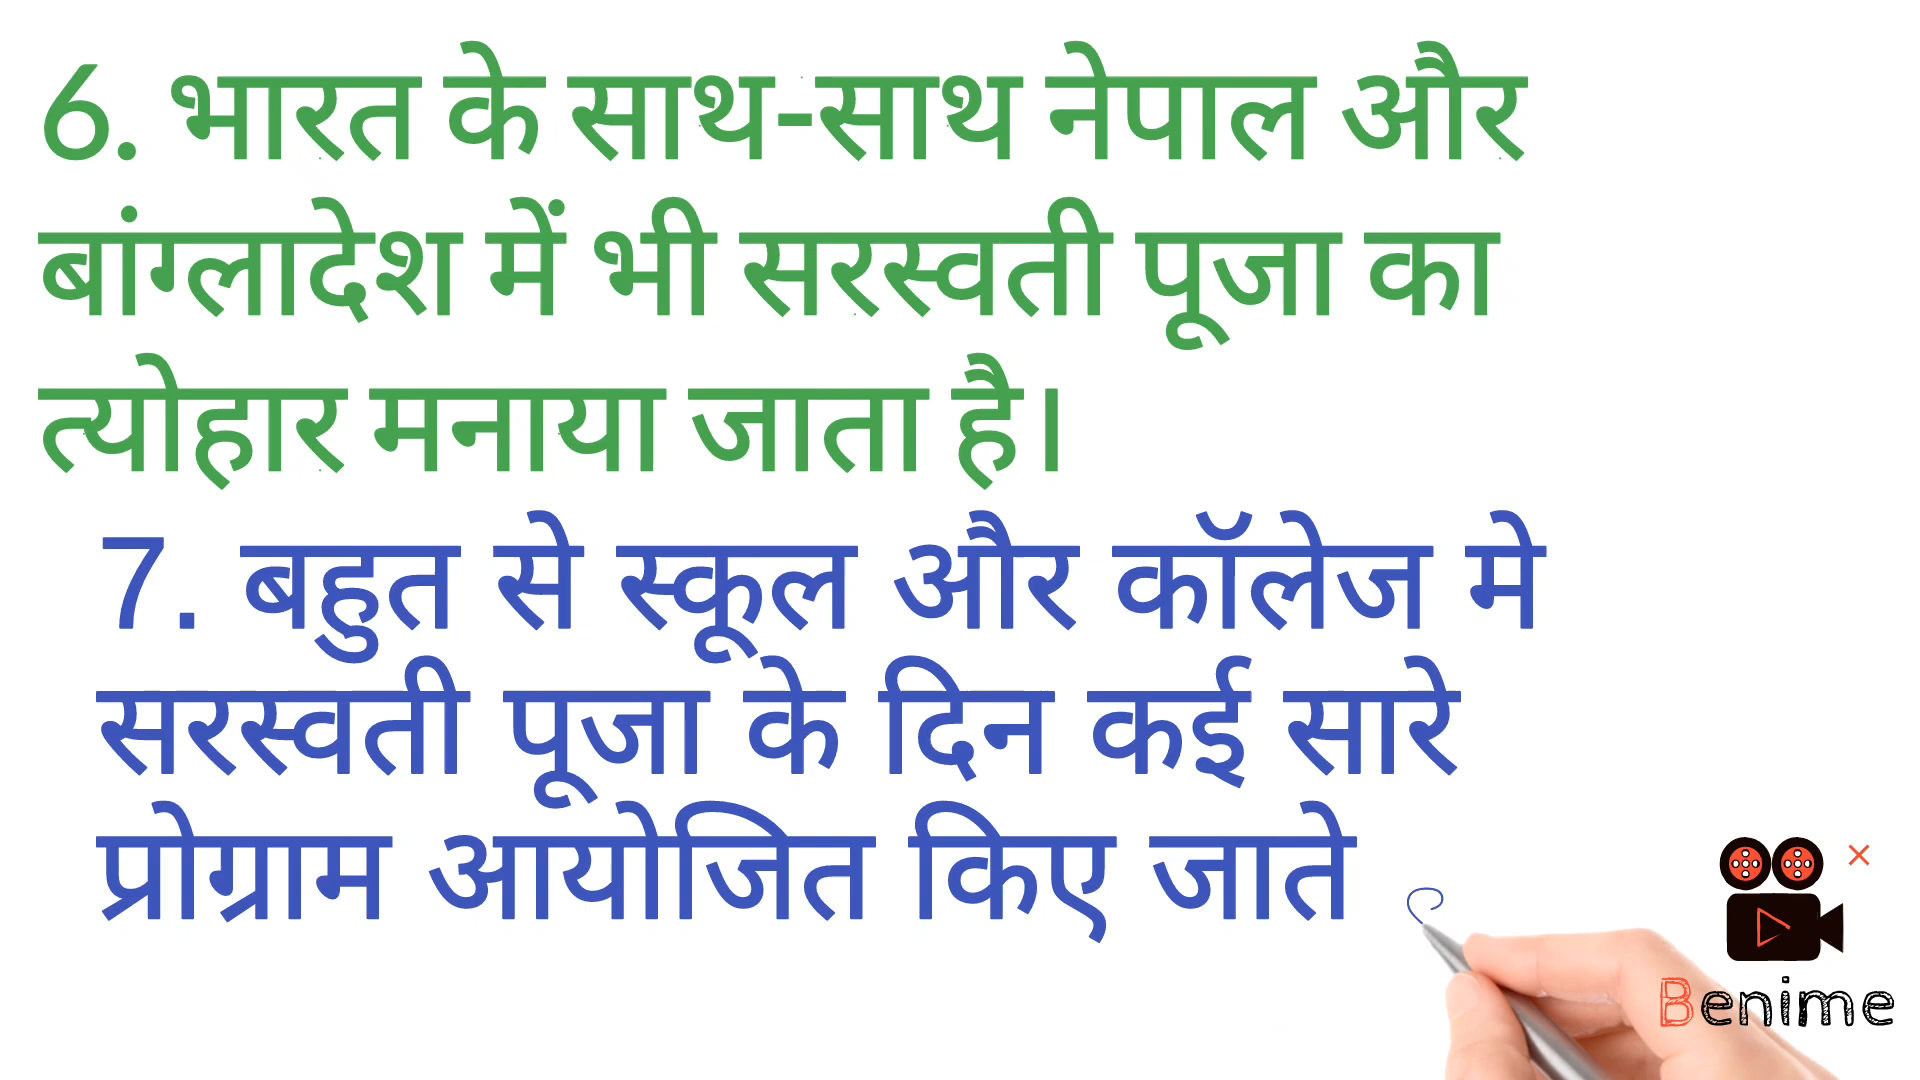 6. भारत के साथ-साथ नेपाल और
बांग्लादेश में भी सरस्वती पूजा का
त्योहार मनाया जाता है।
7. बहुत से स्कूल और कॉलेज मे
सरस्वती पूजा के दिन कई सारे
प्रोग्राम आयोजित किए जाते
Benime